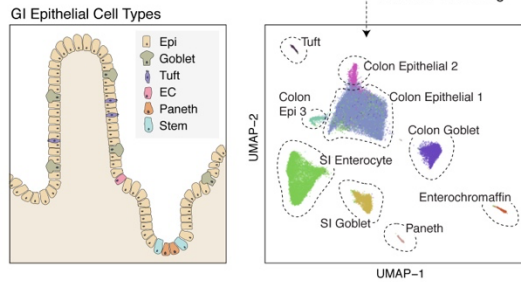 GI Epithelial Cell Types
Epi
Goblet
Tuft
EC
Paneth
Stem
Tuft
Colon Epithelial 2
Colon Epithelial 1
Colon
Epi 3
Colon Goblet
SI Enterocyte
Enterochromaffin
SI Goblet
Paneth
UMAP-2
UMAP-1